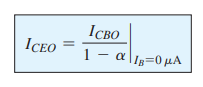 I_CEO = I_CBO / (1 − α) |_{I_B=0 μA}